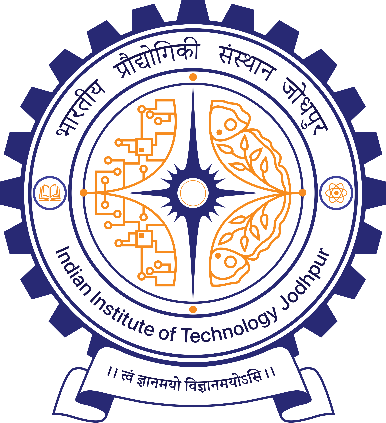 भारतीय प्रौद्योगिकी संस्थान जोधपुर
Indian Institute of Technology Jodhpur
।। त्वं ज्ञानमयो विज्ञानमयोऽसि ।।